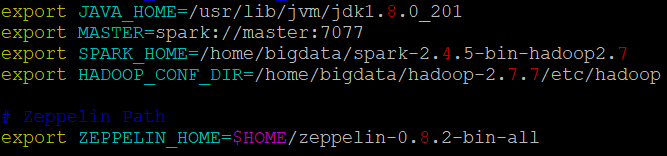 export JAVA_HOME=/usr/lib/jvm/jdk1.8.0_201
export MASTER=spark://master:7077
export SPARK_HOME=/home/bigdata/spark-2.4.5-bin-hadoop2.7
export HADOOP_CONF_DIR=/home/bigdata/hadoop-2.7.7/etc/hadoop
# Zeppelin Path
export ZEPPELIN_HOME=$HOME/zeppelin-0.8.2-bin-all